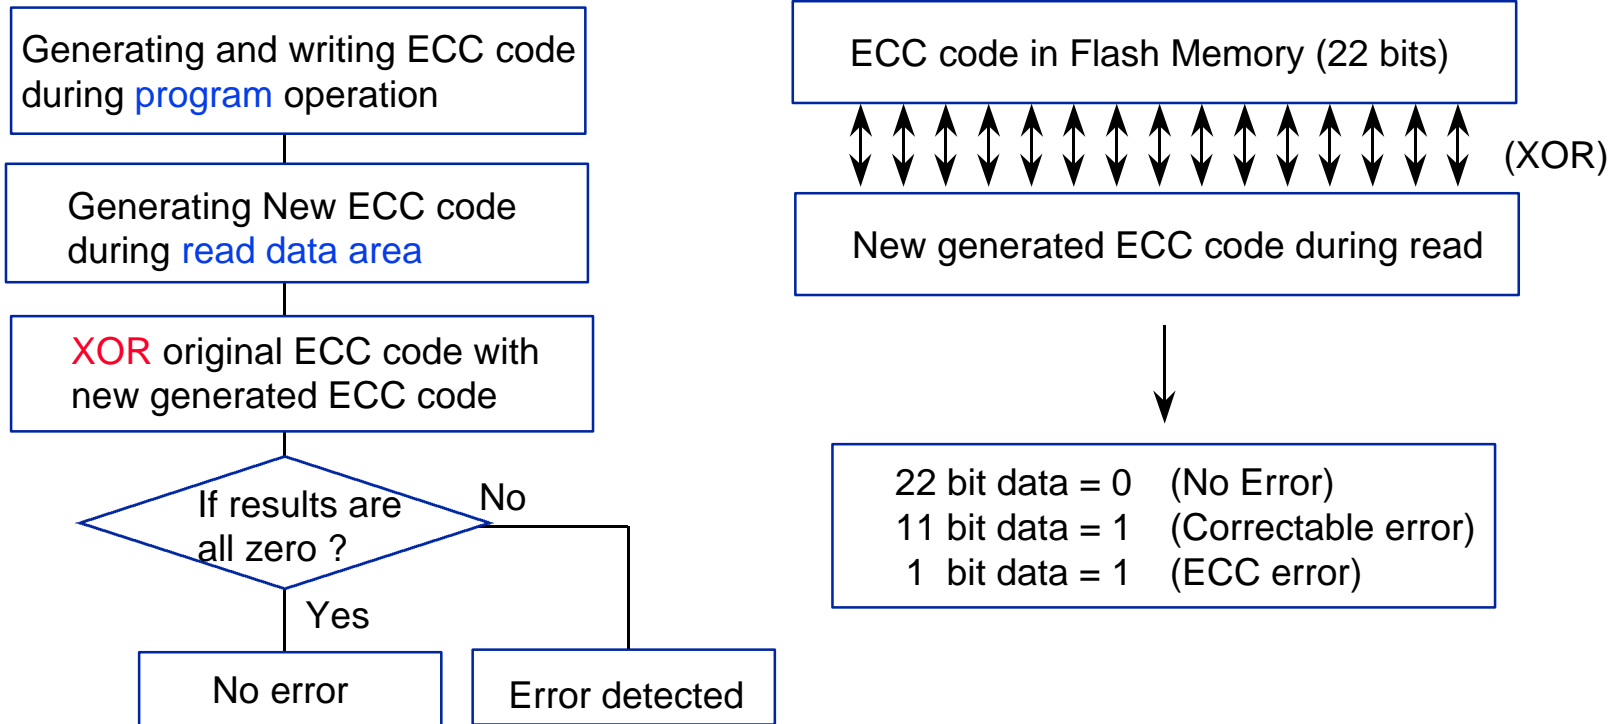 Generating and writing ECC code
during program operation
Generating New ECC code
during read data area
XOR original ECC code with
new generated ECC code
If results are
all zero ?
No
Yes
No error
Error detected
ECC code in Flash Memory (22 bits)
(XOR)
New generated ECC code during read
22 bit data = 0 (No Error)
11 bit data = 1 (Correctable error)
1 bit data = 1 (ECC error)